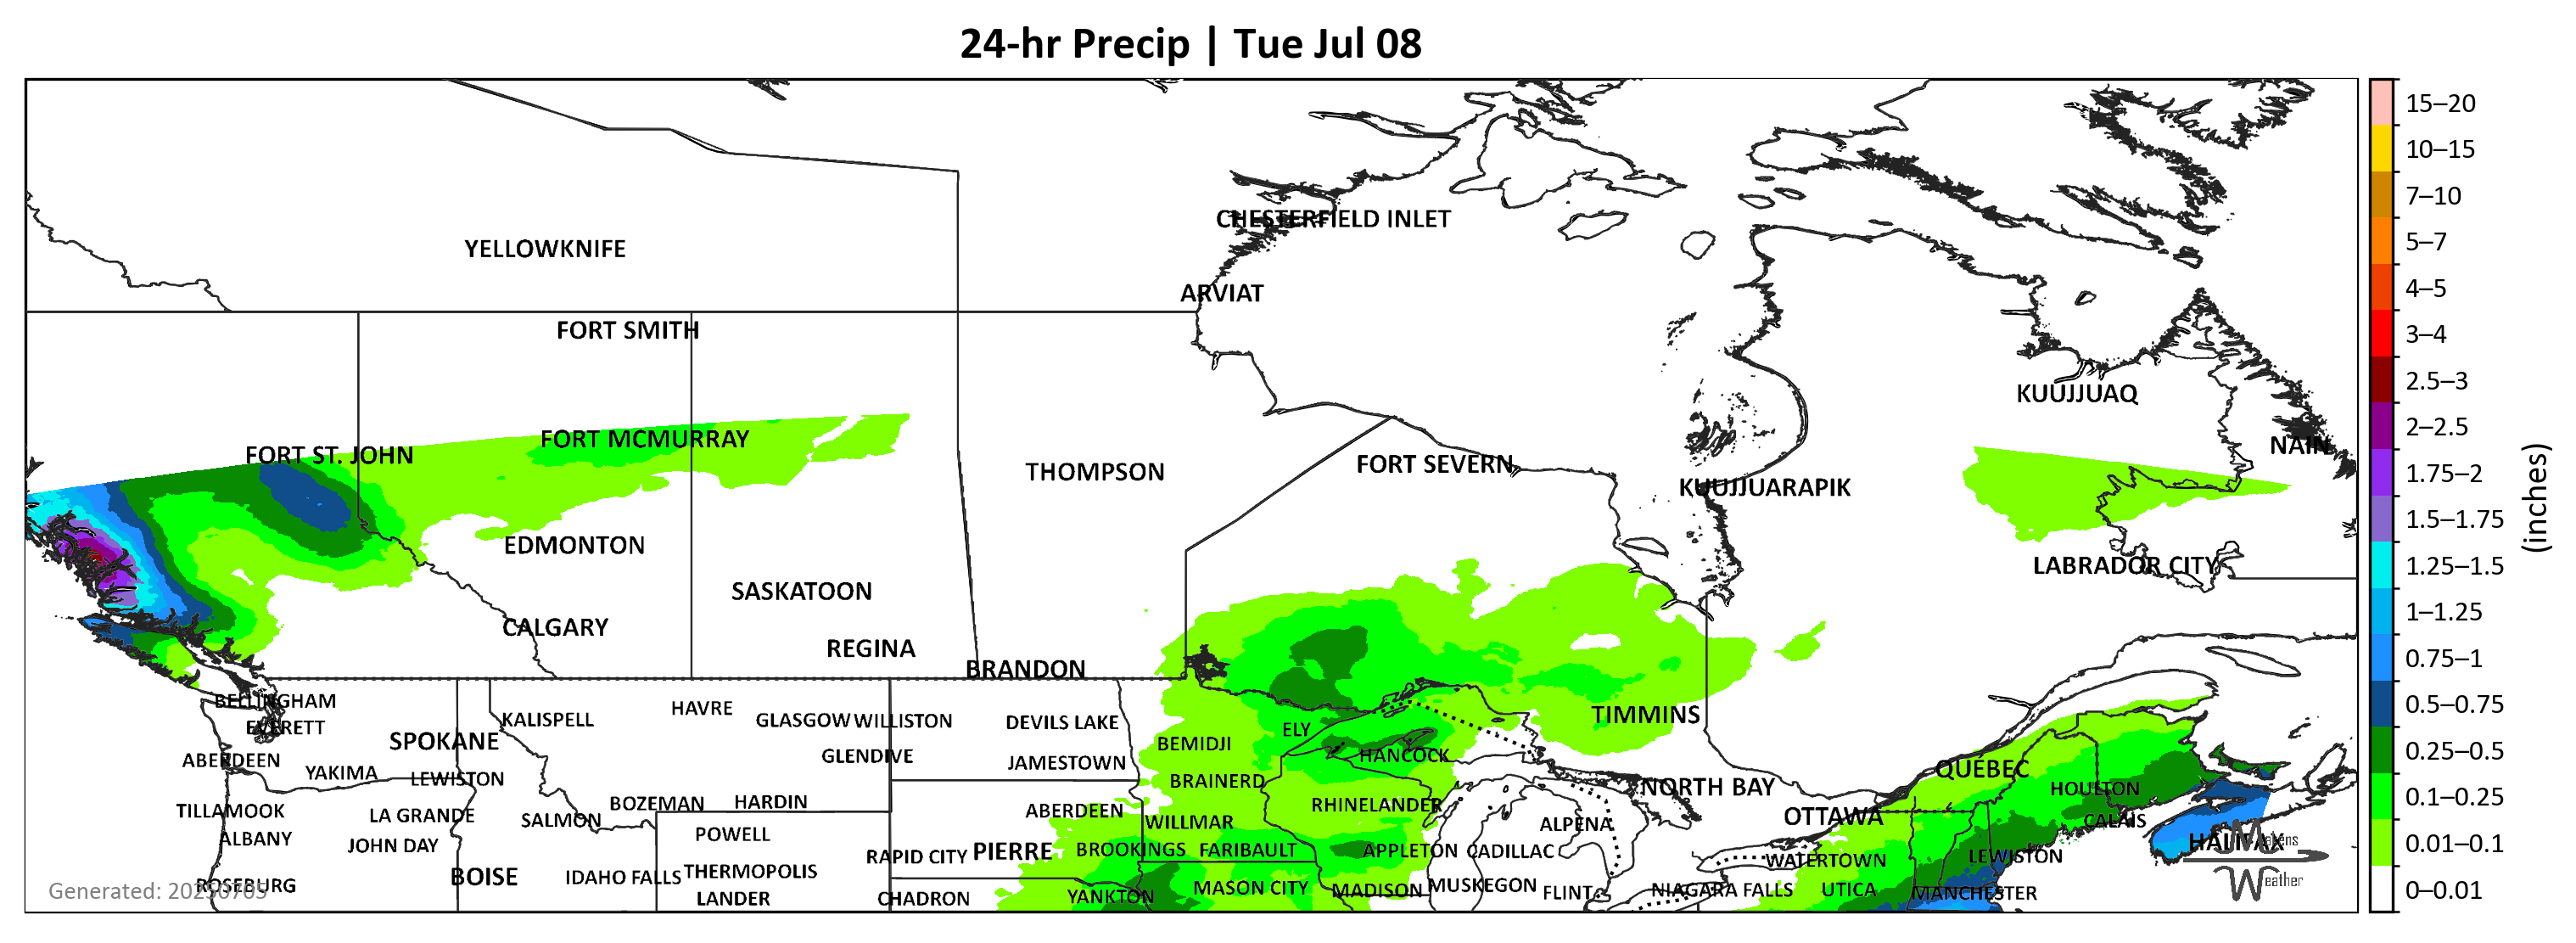 24-hr Precip | Tue Jul 08
15–20
10–15
7–10
5–7
4–5
3–4
2.5–3
2–2.5
1.75–2
1.5–1.75
1.25–1.5
1–1.25
0.75–1
0.5–0.75
0.25–0.5
0.1–0.25
0.01–0.1
0–0.01
(inches)
CHESTERFIELD INLET
YELLOWKNIFE
ARVIAT
FORT SMITH
KUUJJUAQ
FORT MCMURRAY
NAIN
FORT ST. JOHN
FORT SEVERN
THOMPSON
KUUJJUARAPIK
EDMONTON
LABRADOR CITY
SASKATOON
CALGARY
REGINA
BRANDON
BELLINGHAM
HAVRE
TIMMINS
KALISPELL
GLASGOW
WILLISTON
DEVILS LAKE
EVERETT
ELY
SPOKANE
BEMIDJI
HANCOCK
GLENDIVE
ABERDEEN
JAMESTOWN
QUÉBEC
YAKIMA
LEWISTON
BRAINERD
NORTH BAY
HOULTON
BOZEMAN
HARDIN
RHINELANDER
TILLAMOOK
LA GRANDE
ABERDEEN
OTTAWA
SALMON
WILLMAR
ALPENA
CALAIS
POWELL
ALBANY
HALIFAX
JOHN DAY
BROOKINGS
FARIBAULT
APPLETON
CADILLAC
PIERRE
RAPID CITY
LEWISTON
WATERTOWN
THERMOPOLIS
BOISE
IDAHO FALLS
ROSEBURG
MASON CITY
MADISON
MUSKEGON
FLINT
NIAGARA FALLS
UTICA
MANCHESTER
LANDER
CHADRON
YANKTON
Generated: 20250705
Mavens
Weather